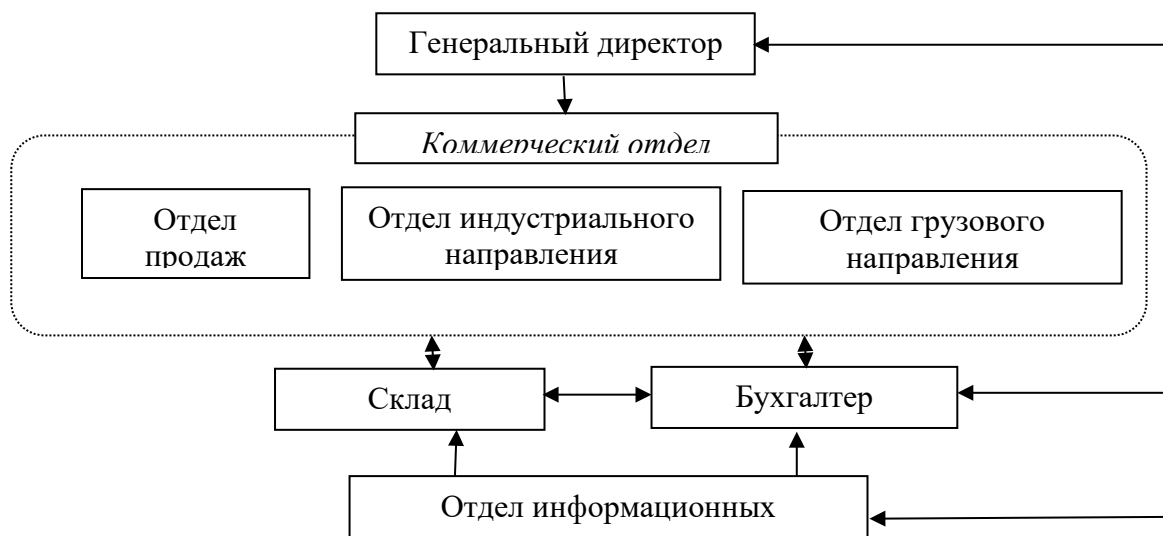 Генеральный директор
Коммерческий отдел
Отдел
продаж
Отдел индустриального
направления
Отдел грузового
направления
Склад
Бухгалтер
Отдел информационных